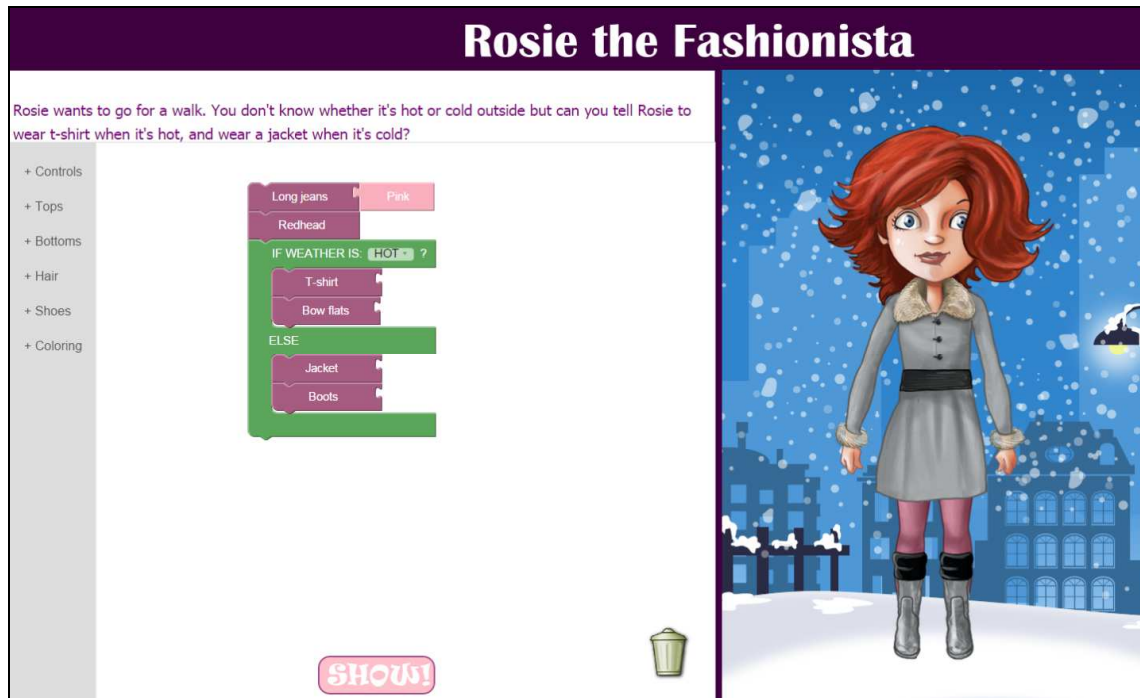 Rosie the Fashionista
Rosie wants to go for a walk. You don't know whether it's hot or cold outside but can you tell Rosie to
wear t-shirt when it's hot, and wear a jacket when it's cold?
+ Controls
+ Tops
+ Bottoms
+ Hair
+ Shoes
+ Coloring
Long jeans Pink
Redhead
IF WEATHER IS: HOT ?
T-shirt
Bow flats
ELSE
Jacket
Boots
SHOW!